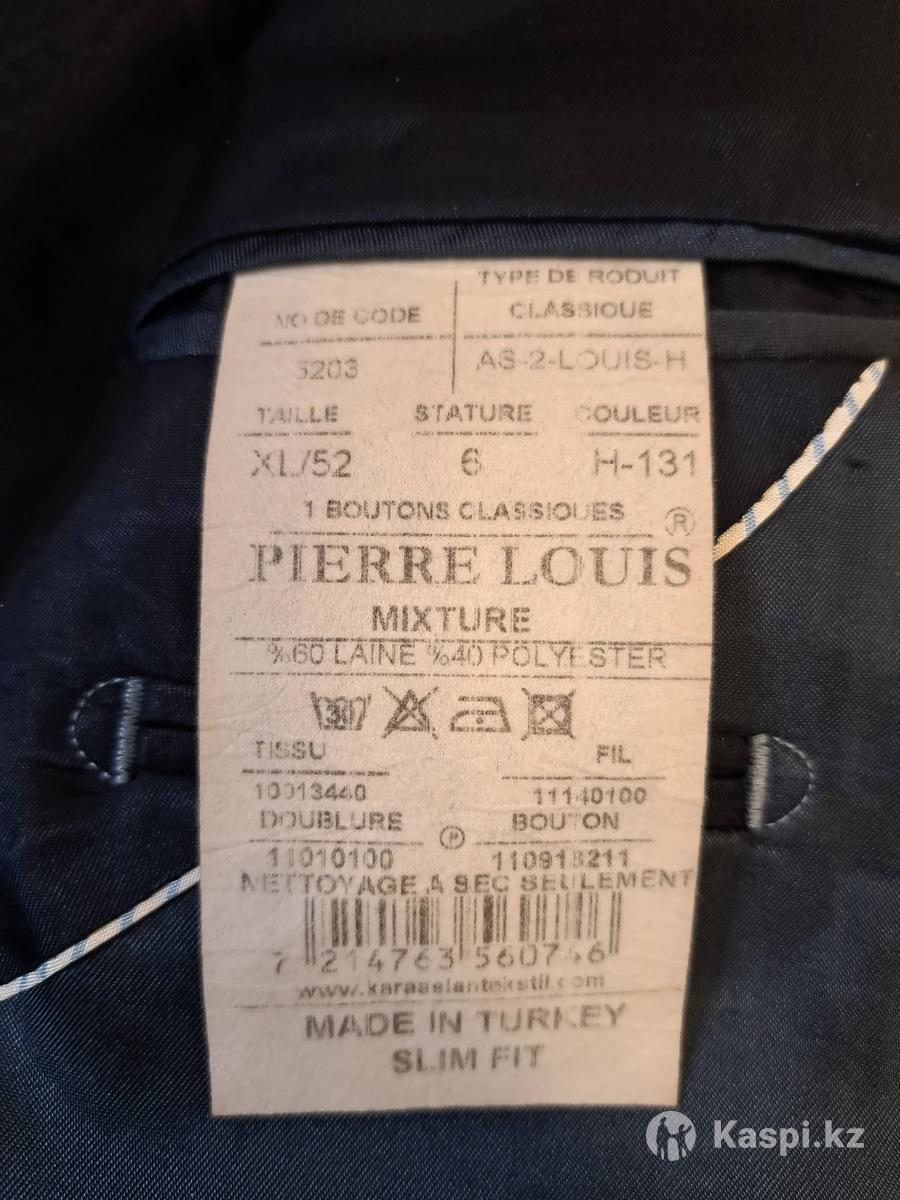 TYPE DE RODUIT
NO DE CODE
CLASSIQUE
5203
AS-2-LOUIS-H
TAILLE STATURE COULEUR
XL/52 6 H-131
1 BOUTONS CLASSIQUES
PIERRE LOUIS ®
MIXTURE
%60 LAINE %40 POLYESTER
30
TISSU FIL
10013440 11140100
DOUBLURE BOUTON
P
11010100 110913211
NETTOYAGE A SEC SEULEMENT
7 214763 560746
www.karaaslantekstil.com
MADE IN TURKEY
SLIM FIT
Kaspi.kz